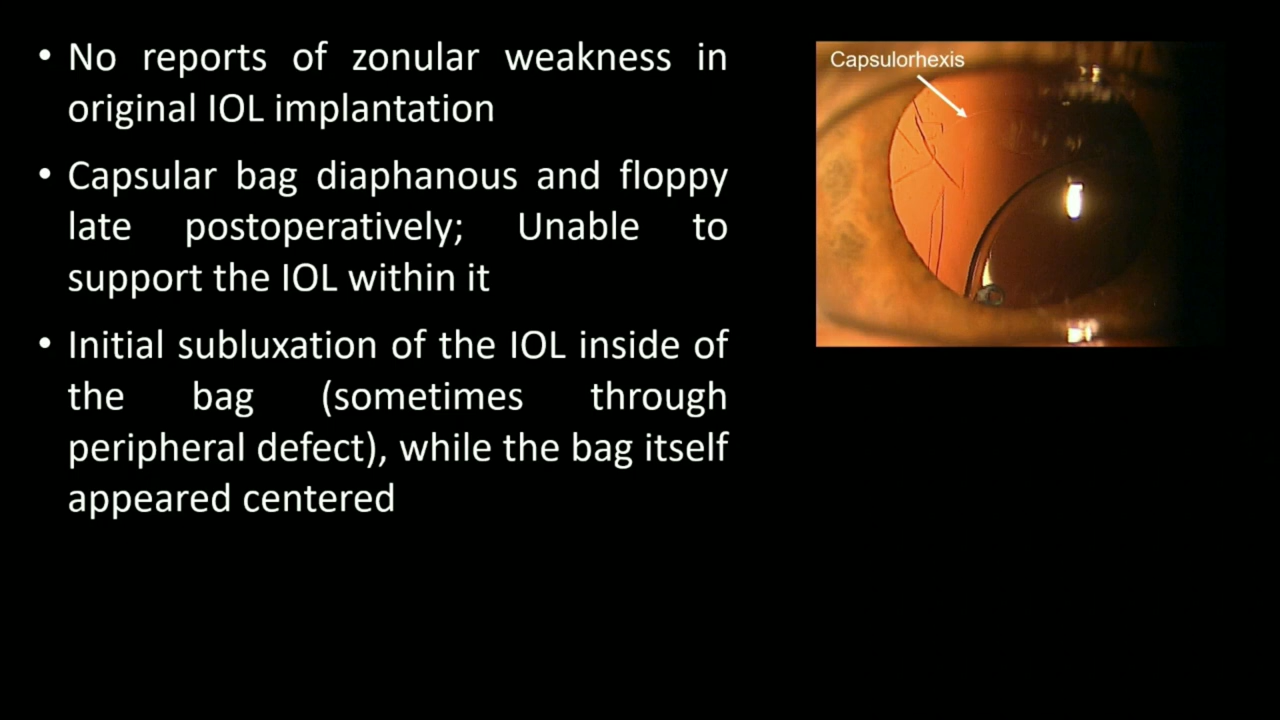 • No reports of zonular weakness in
original IOL implantation
• Capsular bag diaphanous and floppy
late postoperatively; Unable to
support the IOL within it
• Initial subluxation of the IOL inside of
the bag (sometimes through
peripheral defect), while the bag itself
appeared centered
Capsulorhexis